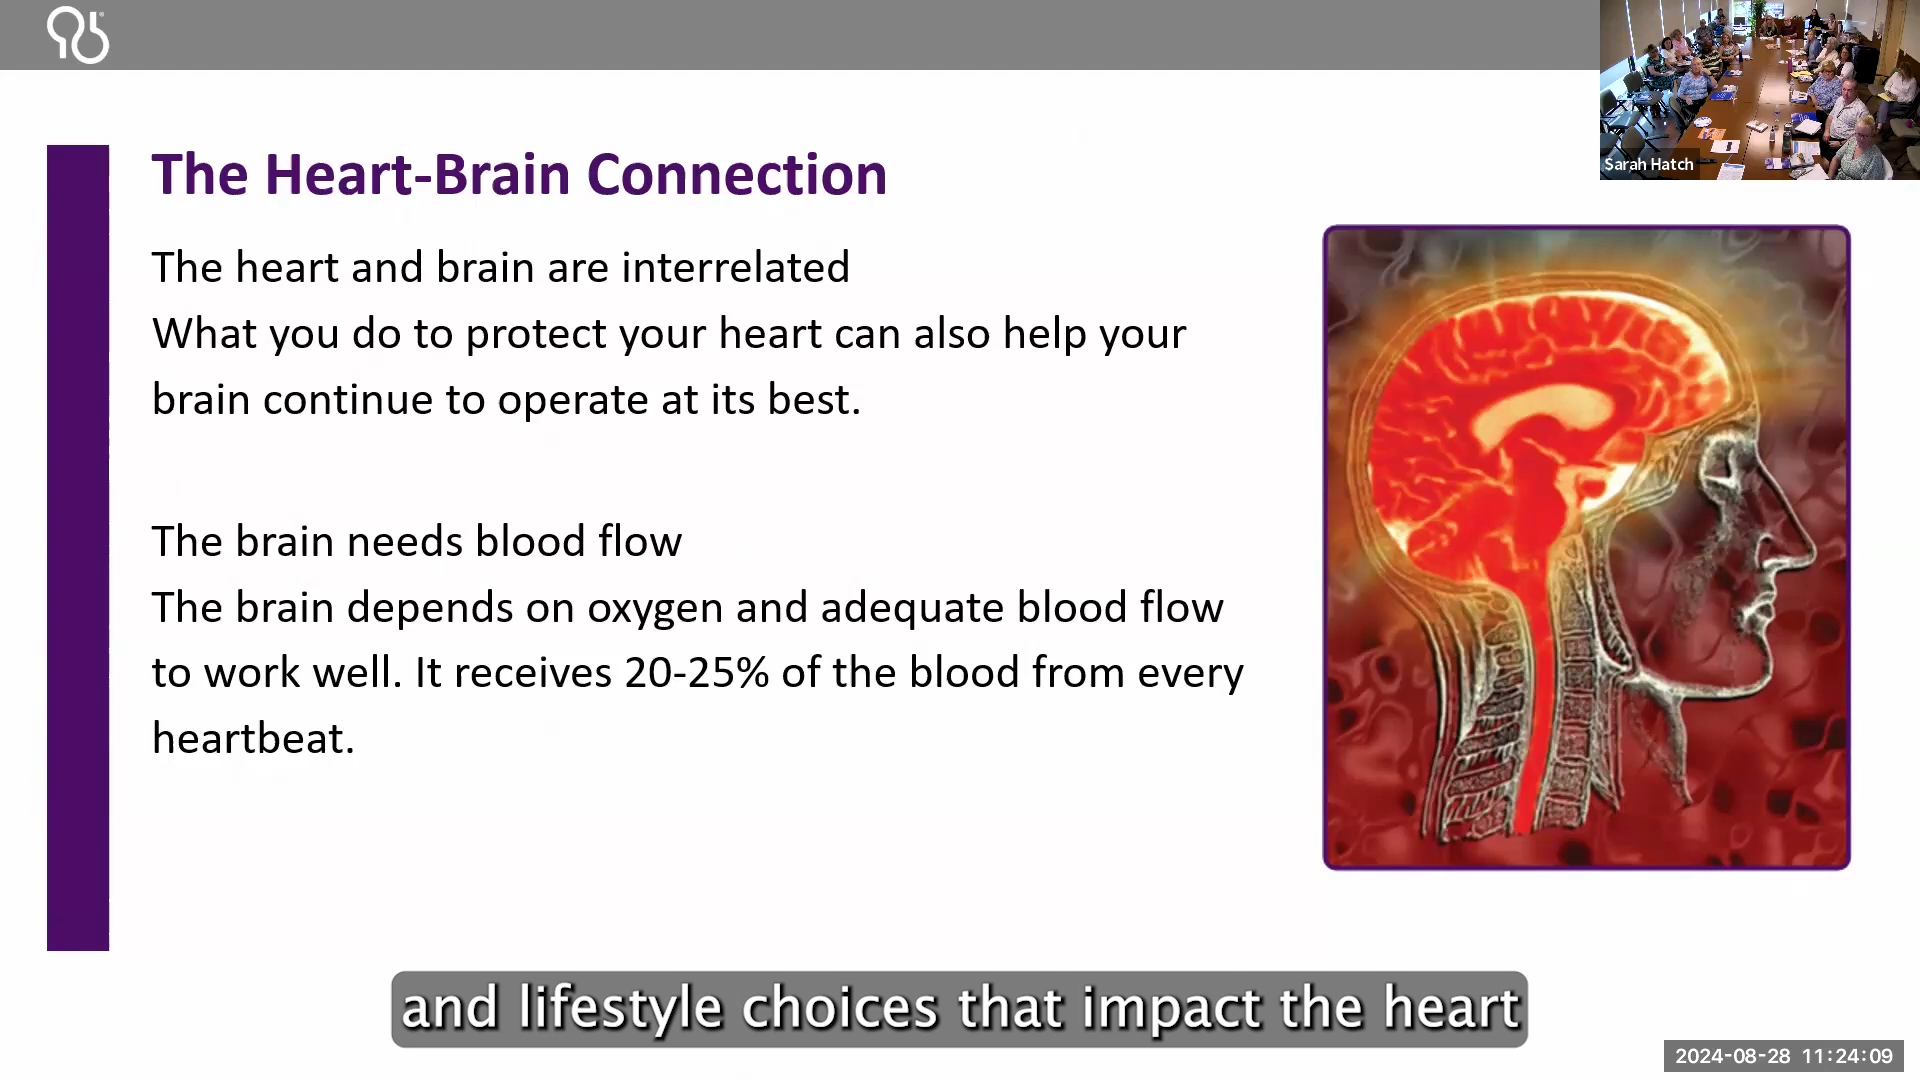 Sarah Hatch
The Heart-Brain Connection
The heart and brain are interrelated
What you do to protect your heart can also help your
brain continue to operate at its best.
The brain needs blood flow
The brain depends on oxygen and adequate blood flow
to work well. It receives 20-25% of the blood from every
heartbeat.
and lifestyle choices that impact the heart
2024-08-28 11:24:09